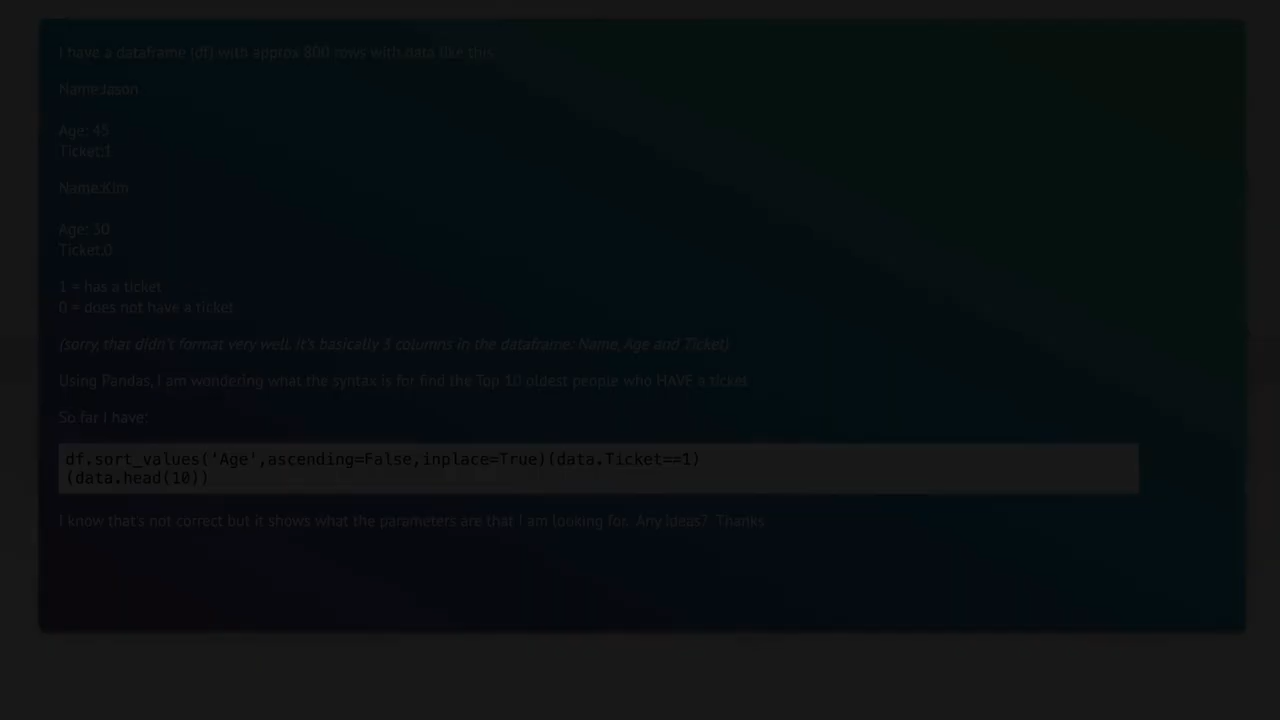 I have a dataframe (df) with approx 800 rows with data like this:
Name:Jason
Age: 45
Ticket:1
Name:Kim
Age: 30
Ticket:0
1 = has a ticket
0 = does not have a ticket
(sorry, that didn't format very well. it's basically 3 columns in the dataframe: Name, Age and Ticket)
Using Pandas, I am wondering what the syntax is for find the Top 10 oldest people who HAVE a ticket
So far I have:
df.sort_values('Age',ascending=False,inplace=True)(data.Ticket==1)
(data.head(10))
I know that's not correct but it shows what the parameters are that I am looking for. Any ideas? Thanks